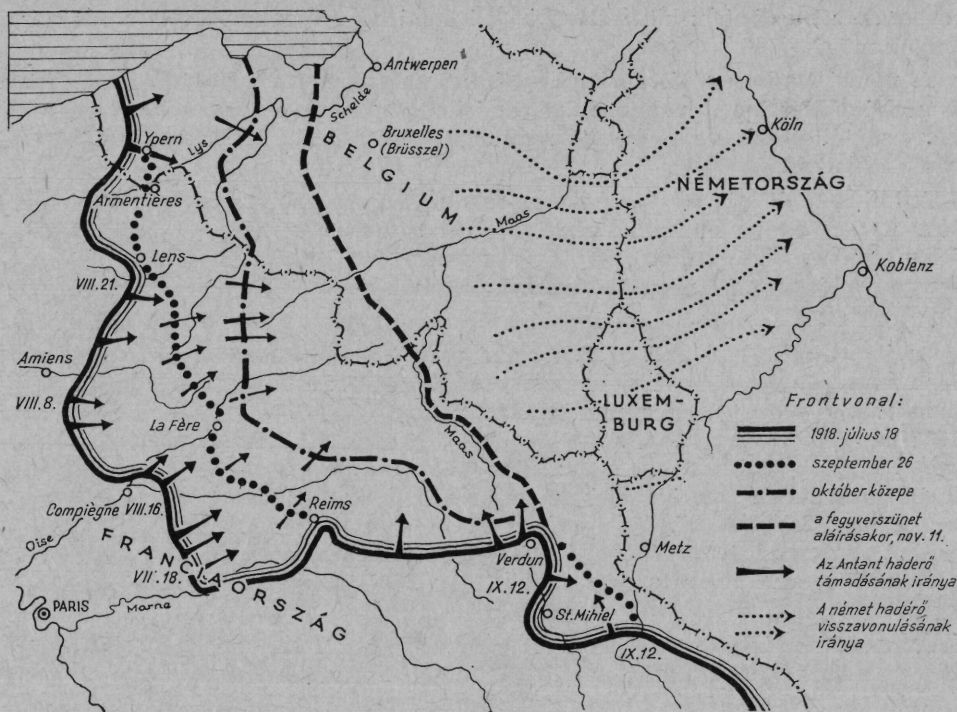 Antwerpen
Schelde
Ypern
Lys
Bruxelles
(Brüsszel)
BELGIUM
Köln
Armentières
NÉMETORSZÁG
Maas
Lens
VIII.21.
Koblenz
Amiens
VIII.8.
La Fère
Maas
LUXEM-
BURG
Compiègne VIII.16.
Reims
Oise
FRANCIAORSZÁG
VII.18.
Verdun
Metz
IX.12.
PARIS
Marne
St.Mihiel
IX.12.
Frontvonal:
1918. július 18
szeptember 26
október közepe
a fegyverszünet
aláírásakor, nov. 11.
Az Antant haderő
támadásának iránya
A német haderő
visszavonulásának
iránya